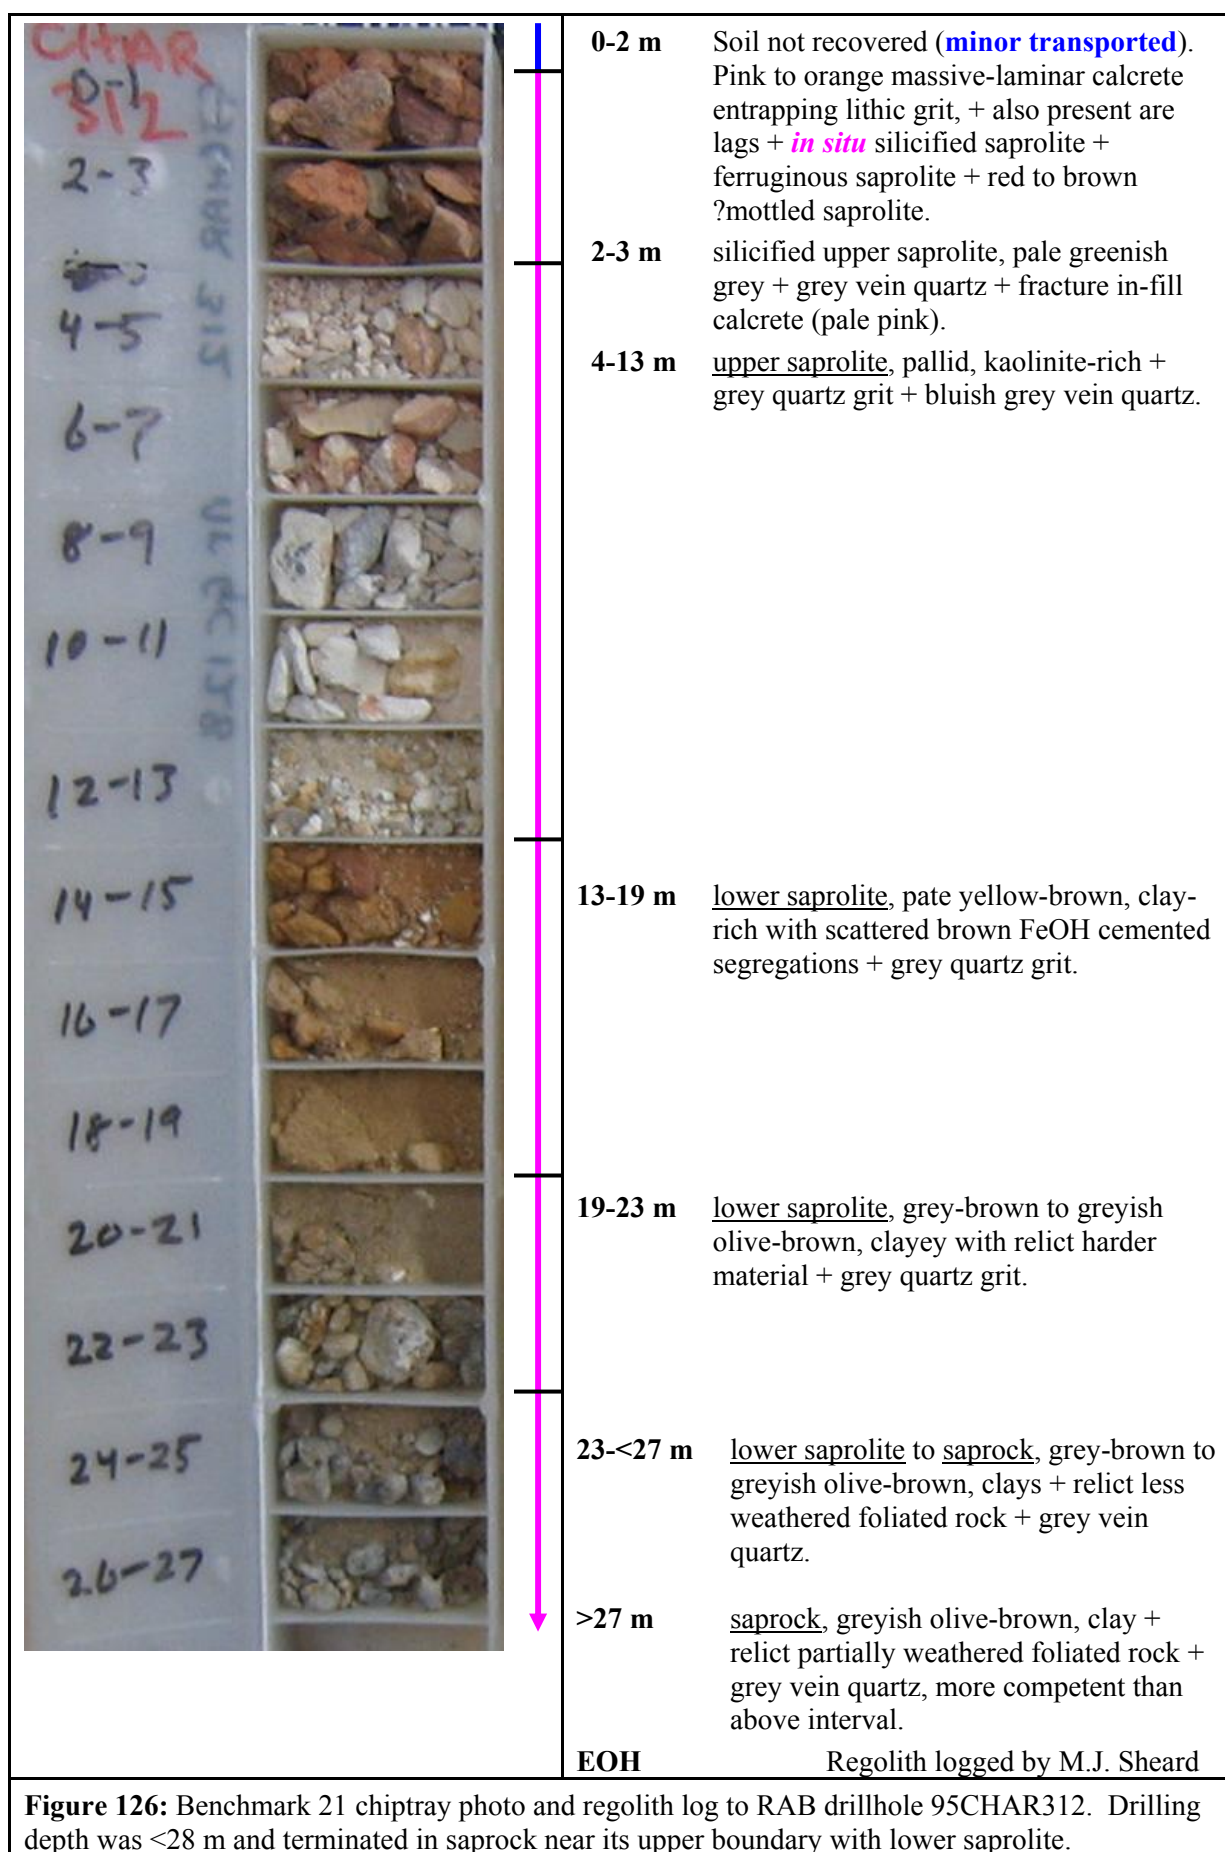 CHAR
312
0-1
2-3
4-5
6-7
8-9
10-11
12-13
14-15
16-17
18-19
20-21
22-23
24-25
26-27
0-2 m Soil not recovered (minor transported).
Pink to orange massive-laminar calcrete
entrapping lithic grit, + also present are
lags + in situ silicified saprolite +
ferruginous saprolite + red to brown
?mottled saprolite.
2-3 m silicified upper saprolite, pale greenish
grey + grey vein quartz + fracture in-fill
calcrete (pale pink).
4-13 m upper saprolite, pallid, kaolinite-rich +
grey quartz grit + bluish grey vein quartz.
13-19 m lower saprolite, pate yellow-brown, clay-
rich with scattered brown FeOH cemented
segregations + grey quartz grit.
19-23 m lower saprolite, grey-brown to greyish
olive-brown, clayey with relict harder
material + grey quartz grit.
23-<27 m lower saprolite to saprock, grey-brown to
greyish olive-brown, clays + relict less
weathered foliated rock + grey vein
quartz.
>27 m saprock, greyish olive-brown, clay +
relict partially weathered foliated rock +
grey vein quartz, more competent than
above interval.
EOH Regolith logged by M.J. Sheard
Figure 126: Benchmark 21 chiptray photo and regolith log to RAB drillhole 95CHAR312. Drilling
depth was <28 m and terminated in saprock near its upper boundary with lower saprolite.